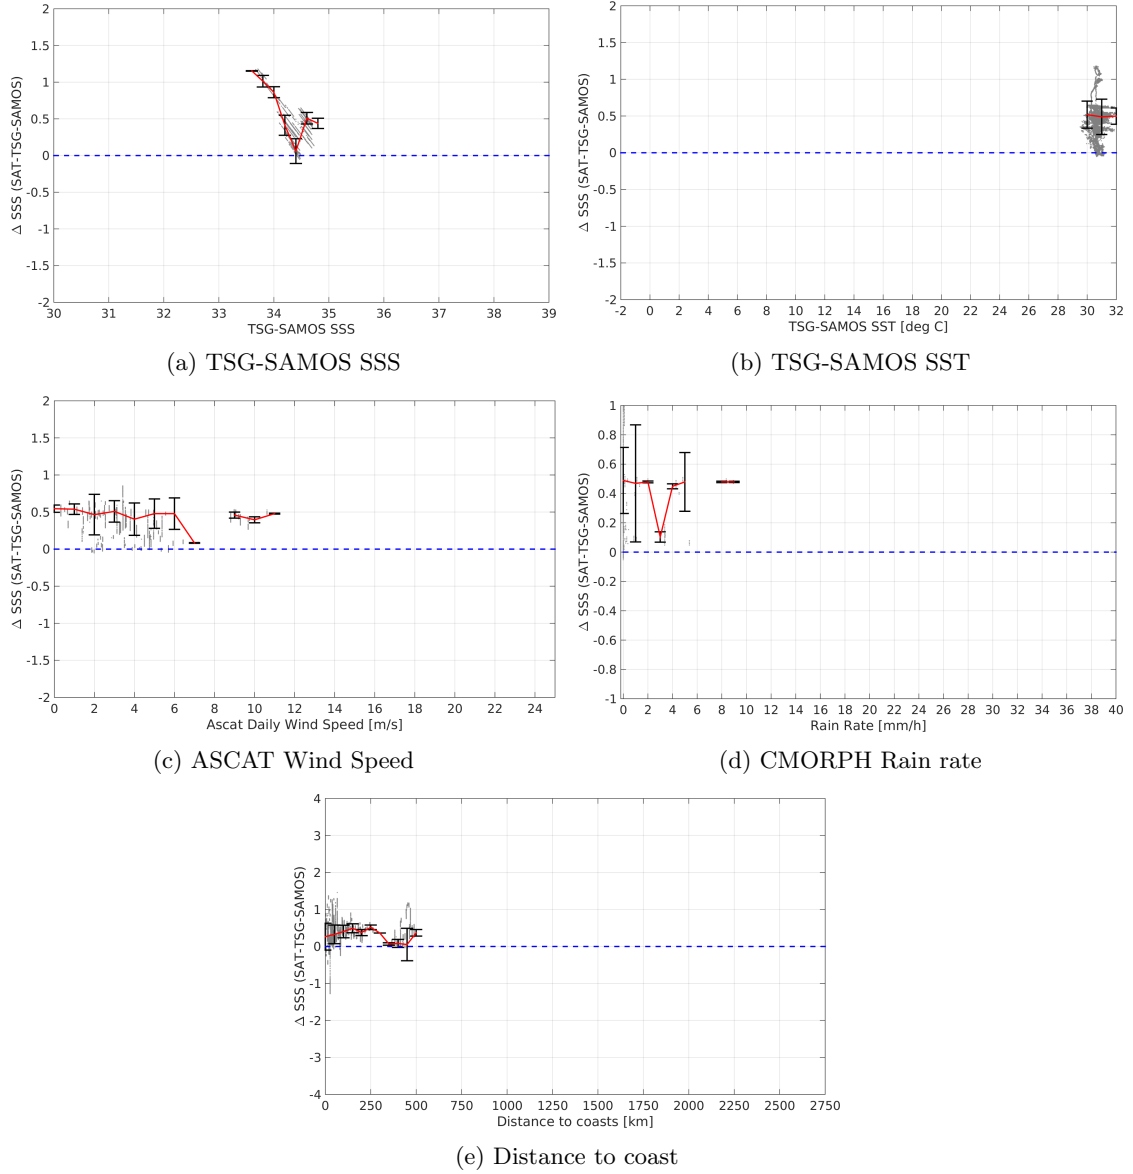 2
1.5
1
0.5
0
-0.5
-1
-1.5
-2
Δ SSS (SAT-TSG-SAMOS)
30 31 32 33 34 35 36 37 38 39
TSG-SAMOS SSS
(a) TSG-SAMOS SSS
2
1.5
1
0.5
0
-0.5
-1
-1.5
-2
Δ SSS (SAT-TSG-SAMOS)
-2 0 2 4 6 8 10 12 14 16 18 20 22 24 26 28 30 32
TSG-SAMOS SST [deg C]
(b) TSG-SAMOS SST
2
1.5
1
0.5
0
-0.5
-1
-1.5
-2
Δ SSS (SAT-TSG-SAMOS)
0 2 4 6 8 10 12 14 16 18 20 22 24
Ascat Daily Wind Speed [m/s]
(c) ASCAT Wind Speed
1
0.8
0.6
0.4
0.2
0
-0.2
-0.4
-0.6
-0.8
-1
Δ SSS (SAT-TSG-SAMOS)
0 2 4 6 8 10 12 14 16 18 20 22 24 26 28 30 32 34 36 38 40
Rain Rate [mm/h]
(d) CMORPH Rain rate
4
3
2
1
0
-1
-2
-3
-4
Δ SSS (SAT-TSG-SAMOS)
0 250 500 750 1000 1250 1500 1750 2000 2250 2500 2750
Distance to coasts [km]
(e) Distance to coast